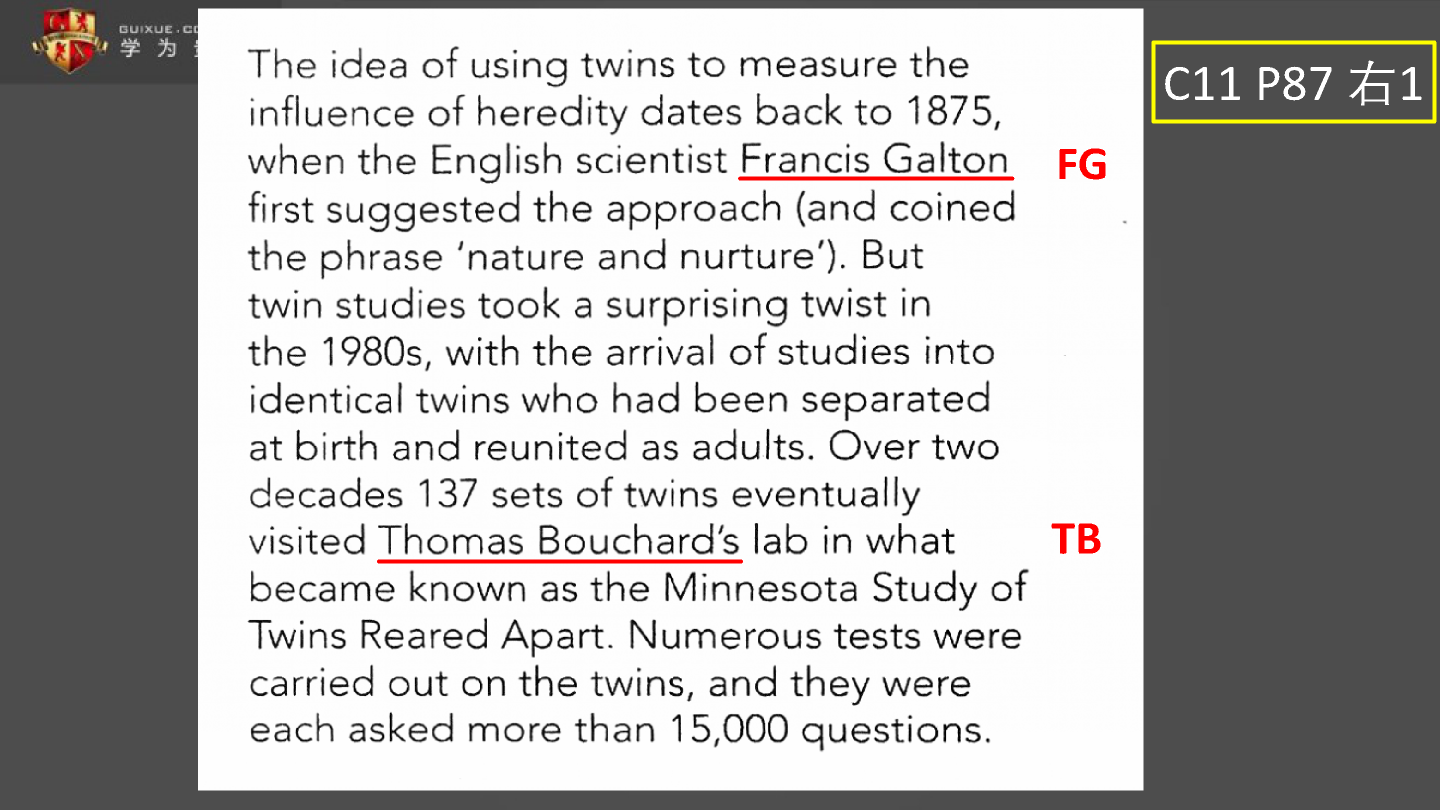 GUIXUE.CO
学 为
C11 P87 右1
The idea of using twins to measure the
influence of heredity dates back to 1875,
when the English scientist Francis Galton
FG
first suggested the approach (and coined
the phrase ‘nature and nurture’). But
twin studies took a surprising twist in
the 1980s, with the arrival of studies into
identical twins who had been separated
at birth and reunited as adults. Over two
decades 137 sets of twins eventually
visited Thomas Bouchard’s lab in what
TB
became known as the Minnesota Study of
Twins Reared Apart. Numerous tests were
carried out on the twins, and they were
each asked more than 15,000 questions.